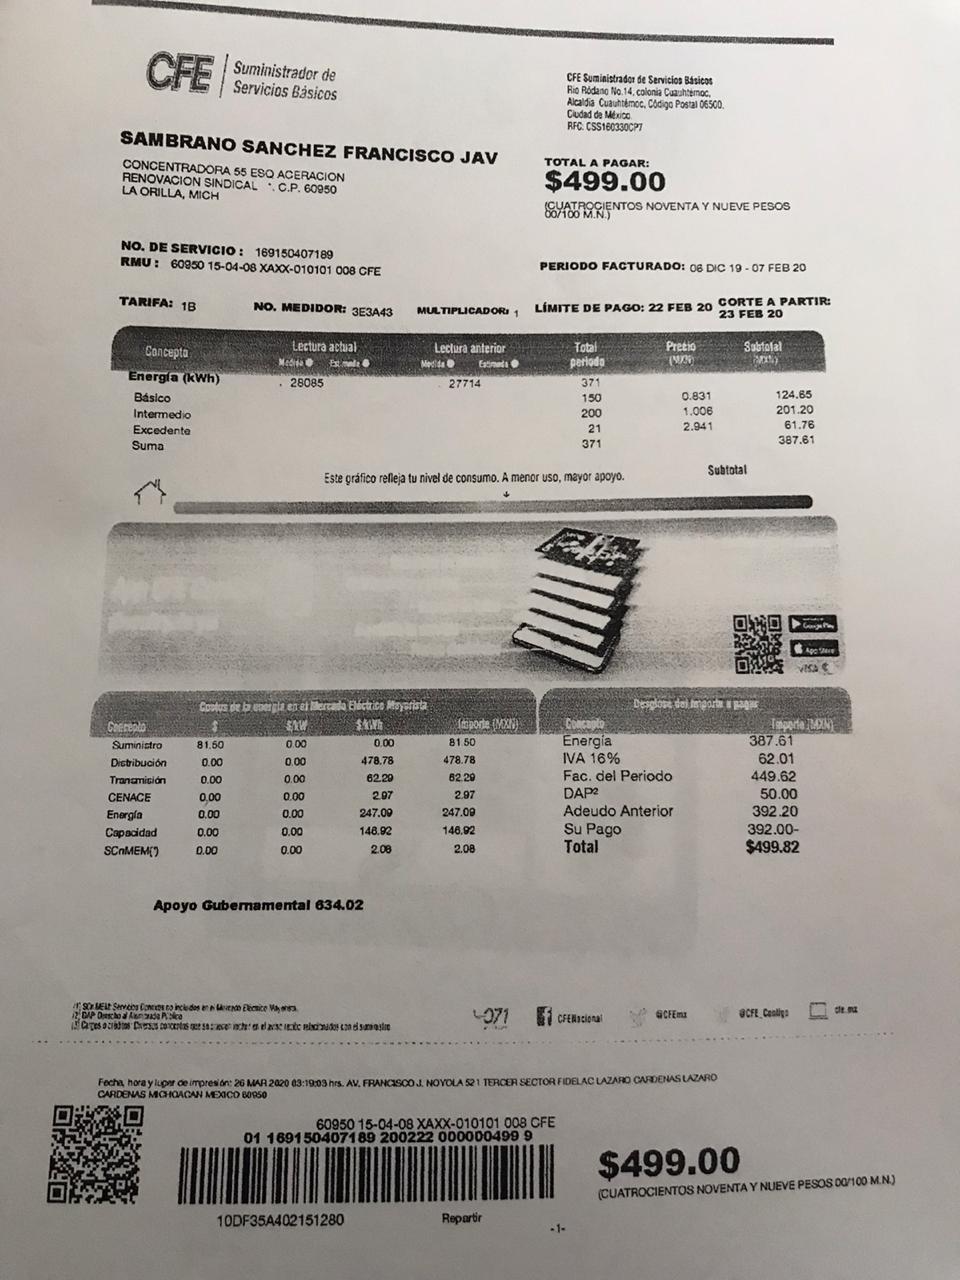 CFE
Suministrador de
Servicios Básicos
CFE Suministrador de Servicios Básicos
Río Ródano No.14, colonia Cuauhtémoc,
Alcaldía Cuauhtémoc, Código Postal 06500,
Ciudad de México.
RFC: CSS160330CP7
SAMBRANO SANCHEZ FRANCISCO JAV
CONCENTRADORA 55 ESQ ACERACION
RENOVACION SINDICAL *. C.P. 60950
LA ORILLA, MICH
TOTAL A PAGAR:
$499.00
(CUATROCIENTOS NOVENTA Y NUEVE PESOS
00/100 M.N.)
NO. DE SERVICIO : 169150407189
RMU : 60950 15-04-08 XAXX-010101 008 CFE
PERIODO FACTURADO: 06 DIC 19 - 07 FEB 20
TARIFA: 1B NO. MEDIDOR: 3E3A43 MULTIPLICADOR: 1 LÍMITE DE PAGO: 22 FEB 20 CORTE A PARTIR:
23 FEB 20
Concepto Lectura actual Lectura anterior Total Precio Subtotal
Medida Estimada Medida Estimada periodo (MXN) (MXN)
Energía (kWh) 28085 27714 371
Básico 150 0.831 124.65
Intermedio 200 1.006 201.20
Excedente 21 2.941 61.76
Suma 371 387.61
Este gráfico refleja tu nivel de consumo. A menor uso, mayor apoyo.
Subtotal
Google Play
App Store
VISA
Costos de la energía en el Mercado Eléctrico Mayorista
Concepto $ $/kW $/kWh Importe (MXN)
Suministro 81.50 0.00 0.00 81.50
Distribución 0.00 0.00 478.78 478.78
Transmisión 0.00 0.00 62.29 62.29
CENACE 0.00 0.00 2.97 2.97
Energía 0.00 0.00 247.09 247.09
Capacidad 0.00 0.00 146.92 146.92
SCnMEM(¹) 0.00 0.00 2.08 2.08
Desglose del importe a pagar
Concepto Importe (MXN)
Energía 387.61
IVA 16% 62.01
Fac. del Periodo 449.62
DAP² 50.00
Adeudo Anterior 392.20
Su Pago 392.00-
Total $499.82
Apoyo Gubernamental 634.02
(1) SCnMEM: Servicios Conexos no incluidos en el Mercado Eléctrico Mayorista.
(2) DAP: Derecho al Alumbrado Público
(3) Cargos o créditos: Diversos conceptos que se pueden incluir en el aviso recibo relacionados con el suministro
071
CFENacional
@CFEmx
@CFE_Contigo
cfe.mx
Fecha, hora y lugar de impresión: 26 MAR 2020 03:19:03 hrs. AV. FRANCISCO J. NOYOLA 521 TERCER SECTOR FIDELAC LAZARO CARDENAS LAZARO
CARDENAS MICHOACAN MEXICO 60950
60950 15-04-08 XAXX-010101 008 CFE
01 169150407189 200222 000000499 9
10DF35A402151280
Repartir
$499.00
(CUATROCIENTOS NOVENTA Y NUEVE PESOS 00/100 M.N.)
-1-